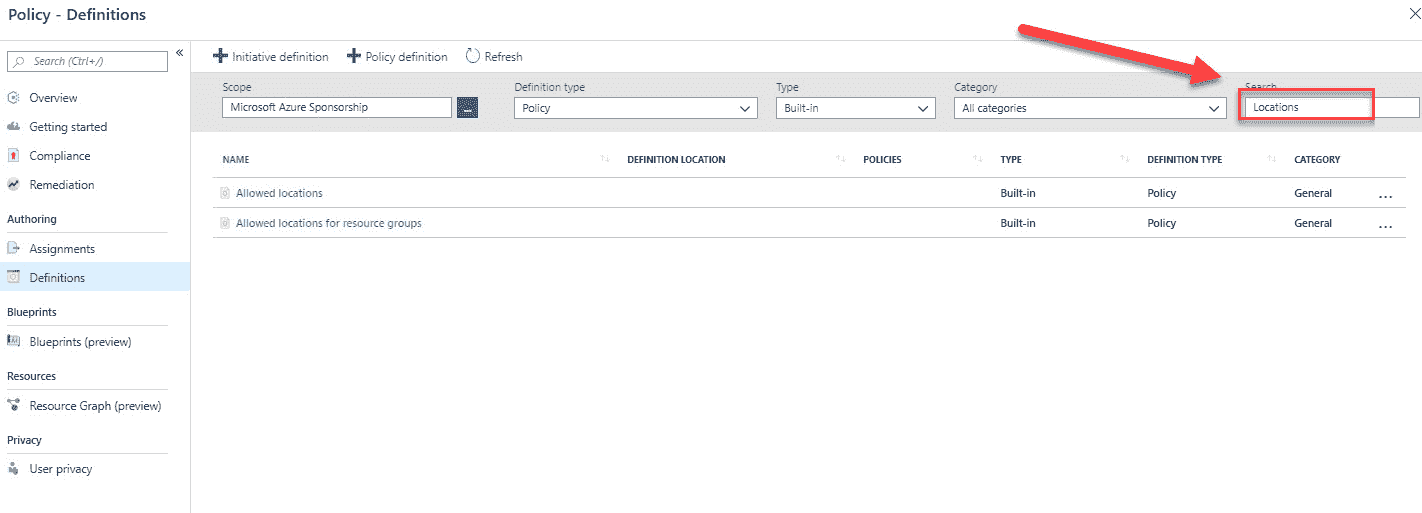 Policy - Definitions
Search (Ctrl+/)
Overview
Getting started
Compliance
Remediation
Authoring
Assignments
Definitions
Blueprints
Blueprints (preview)
Resources
Resource Graph (preview)
Privacy
User privacy
Initiative definition Policy definition Refresh
Scope Definition type Type Category Search
Microsoft Azure Sponsorship ... Policy Built-in All categories Locations
NAME DEFINITION LOCATION POLICIES TYPE DEFINITION TYPE CATEGORY
Allowed locations Built-in Policy General ...
Allowed locations for resource groups Built-in Policy General ...